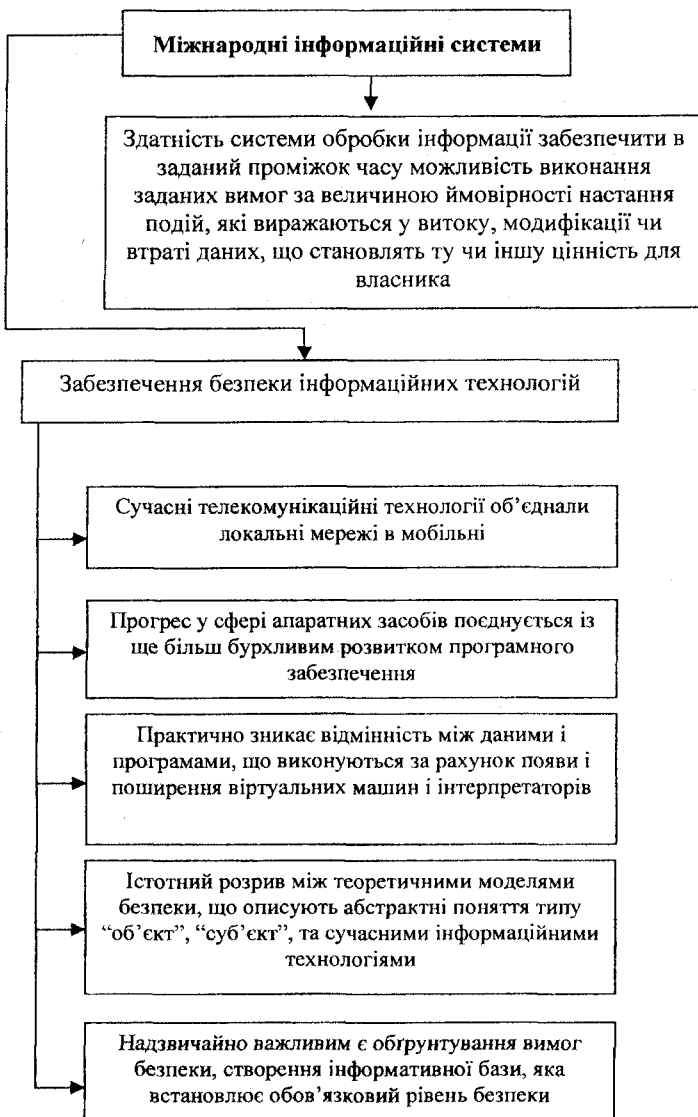 Міжнародні інформаційні системи
Здатність системи обробки інформації забезпечити в
заданий проміжок часу можливість виконання
заданих вимог за величиною ймовірності настання
подій, які виражаються у витоку, модифікації чи
втраті даних, що становлять ту чи іншу цінність для
власника
Забезпечення безпеки інформаційних технологій
Сучасні телекомунікаційні технології об’єднали
локальні мережі в мобільні
Прогрес у сфері апаратних засобів поєднується із
ще більш бурхливим розвитком програмного
забезпечення
Практично зникає відмінність між даними і
програмами, що виконуються за рахунок появи і
поширення віртуальних машин і інтерпретаторів
Істотний розрив між теоретичними моделями
безпеки, що описують абстрактні поняття типу
“об’єкт”, “суб’єкт”, та сучасними інформаційними
технологіями
Надзвичайно важливим є обґрунтування вимог
безпеки, створення інформативної бази, яка
встановлює обов’язковий рівень безпеки